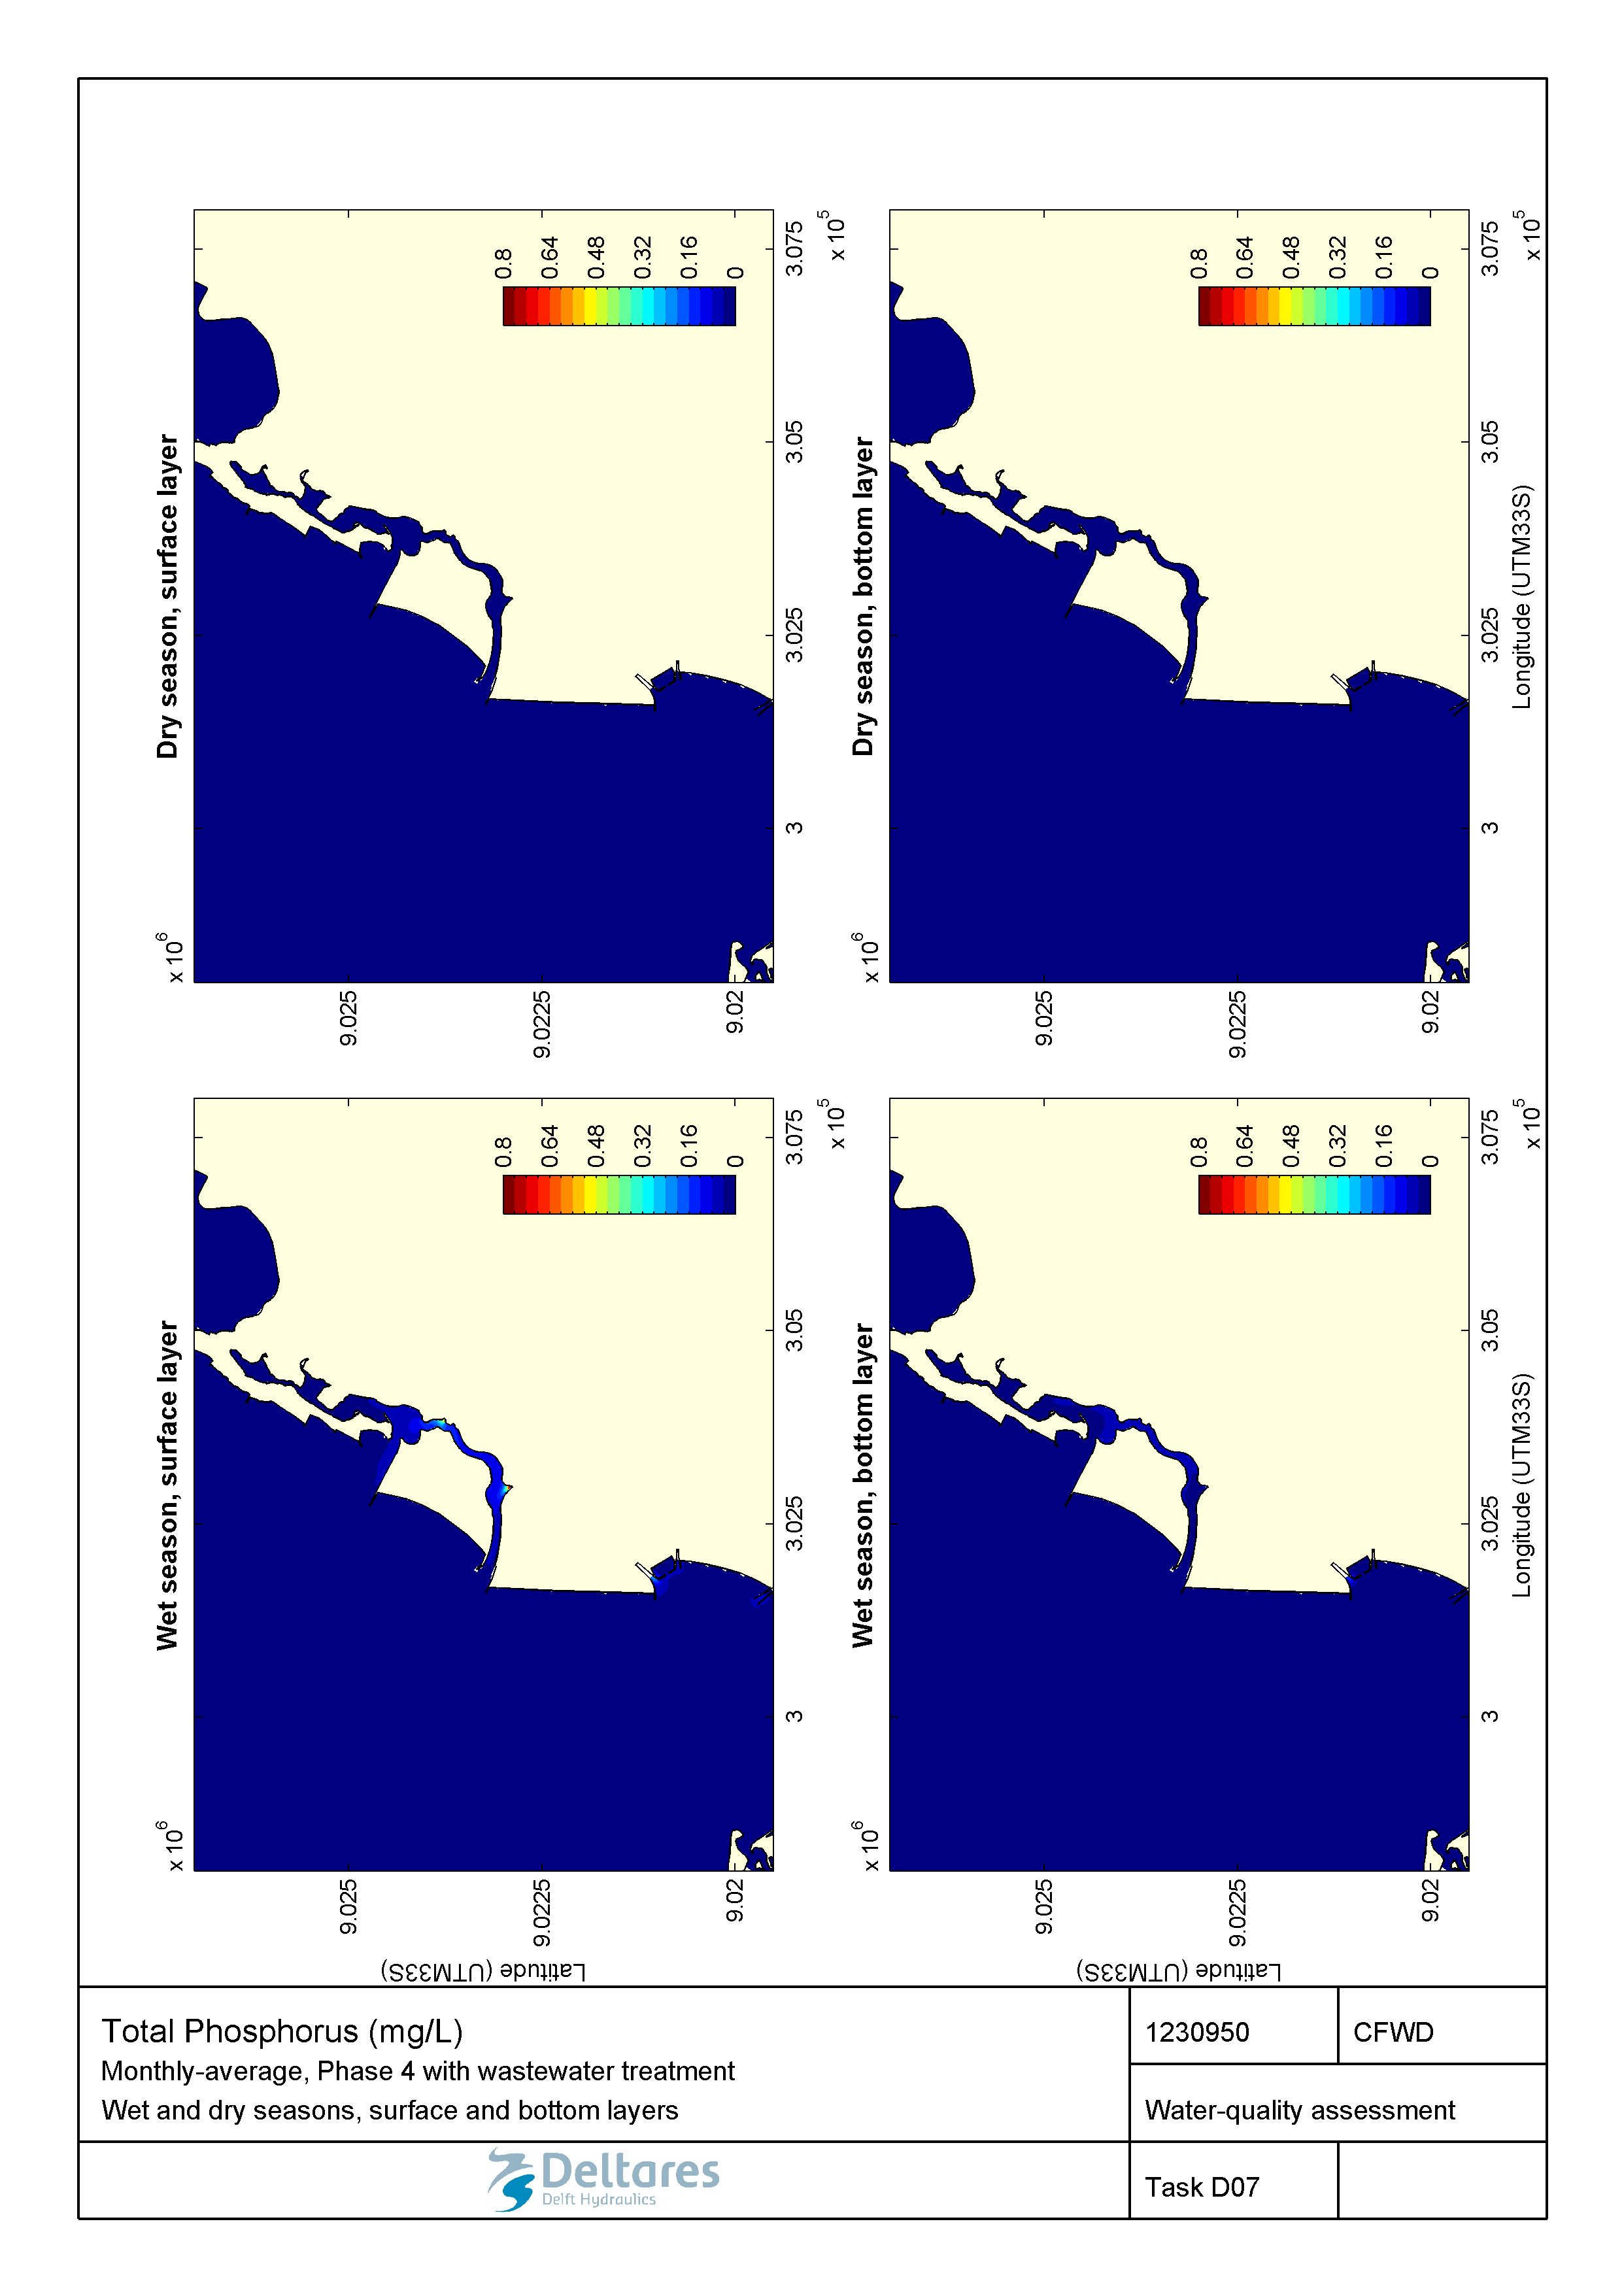 Wet season, surface layer
x 10^6
9.025
9.0225
9.02
Latitude (UTM33S)
3
3.025
3.05
3.075
x 10^5
0.8
0.64
0.48
0.32
0.16
0
Dry season, surface layer
x 10^6
9.025
9.0225
9.02
3
3.025
3.05
3.075
x 10^5
0.8
0.64
0.48
0.32
0.16
0
Wet season, bottom layer
x 10^6
9.025
9.0225
9.02
Latitude (UTM33S)
3
3.025
3.05
3.075
x 10^5
Longitude (UTM33S)
0.8
0.64
0.48
0.32
0.16
0
Dry season, bottom layer
x 10^6
9.025
9.0225
9.02
3
3.025
3.05
3.075
x 10^5
Longitude (UTM33S)
0.8
0.64
0.48
0.32
0.16
0
Total Phosphorus (mg/L)
Monthly-average, Phase 4 with wastewater treatment
Wet and dry seasons, surface and bottom layers
1230950
CFWD
Water-quality assessment
Deltares
Delft Hydraulics
Task D07